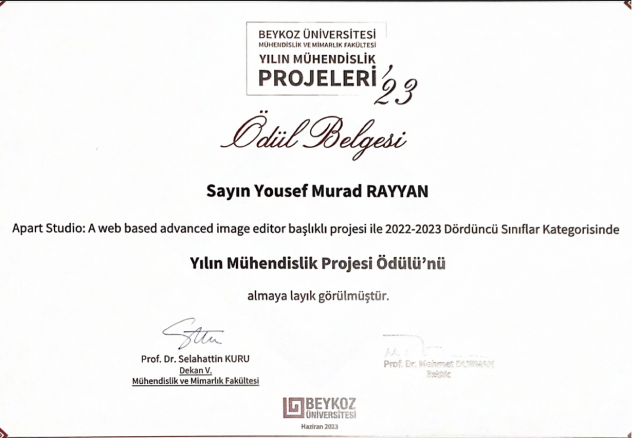 BEYKOZ ÜNİVERSİTESİ
MÜHENDİSLİK VE MİMARLIK FAKÜLTESİ
YILIN MÜHENDİSLİK
PROJELERİ '23
Ödül Belgesi
Sayın Yousef Murad RAYYAN
Apart Studio: A web based advanced image editor başlıklı projesi ile 2022-2023 Dördüncü Sınıflar Kategorisinde
Yılın Mühendislik Projesi Ödülü’nü
almaya layık görülmüştür.
Prof. Dr. Selahattin KURU
Dekan V.
Mühendislik ve Mimarlık Fakültesi
Prof. Dr. Mehmet DURMAN
Rektör
BEYKOZ
ÜNİVERSİTESİ
Haziran 2023